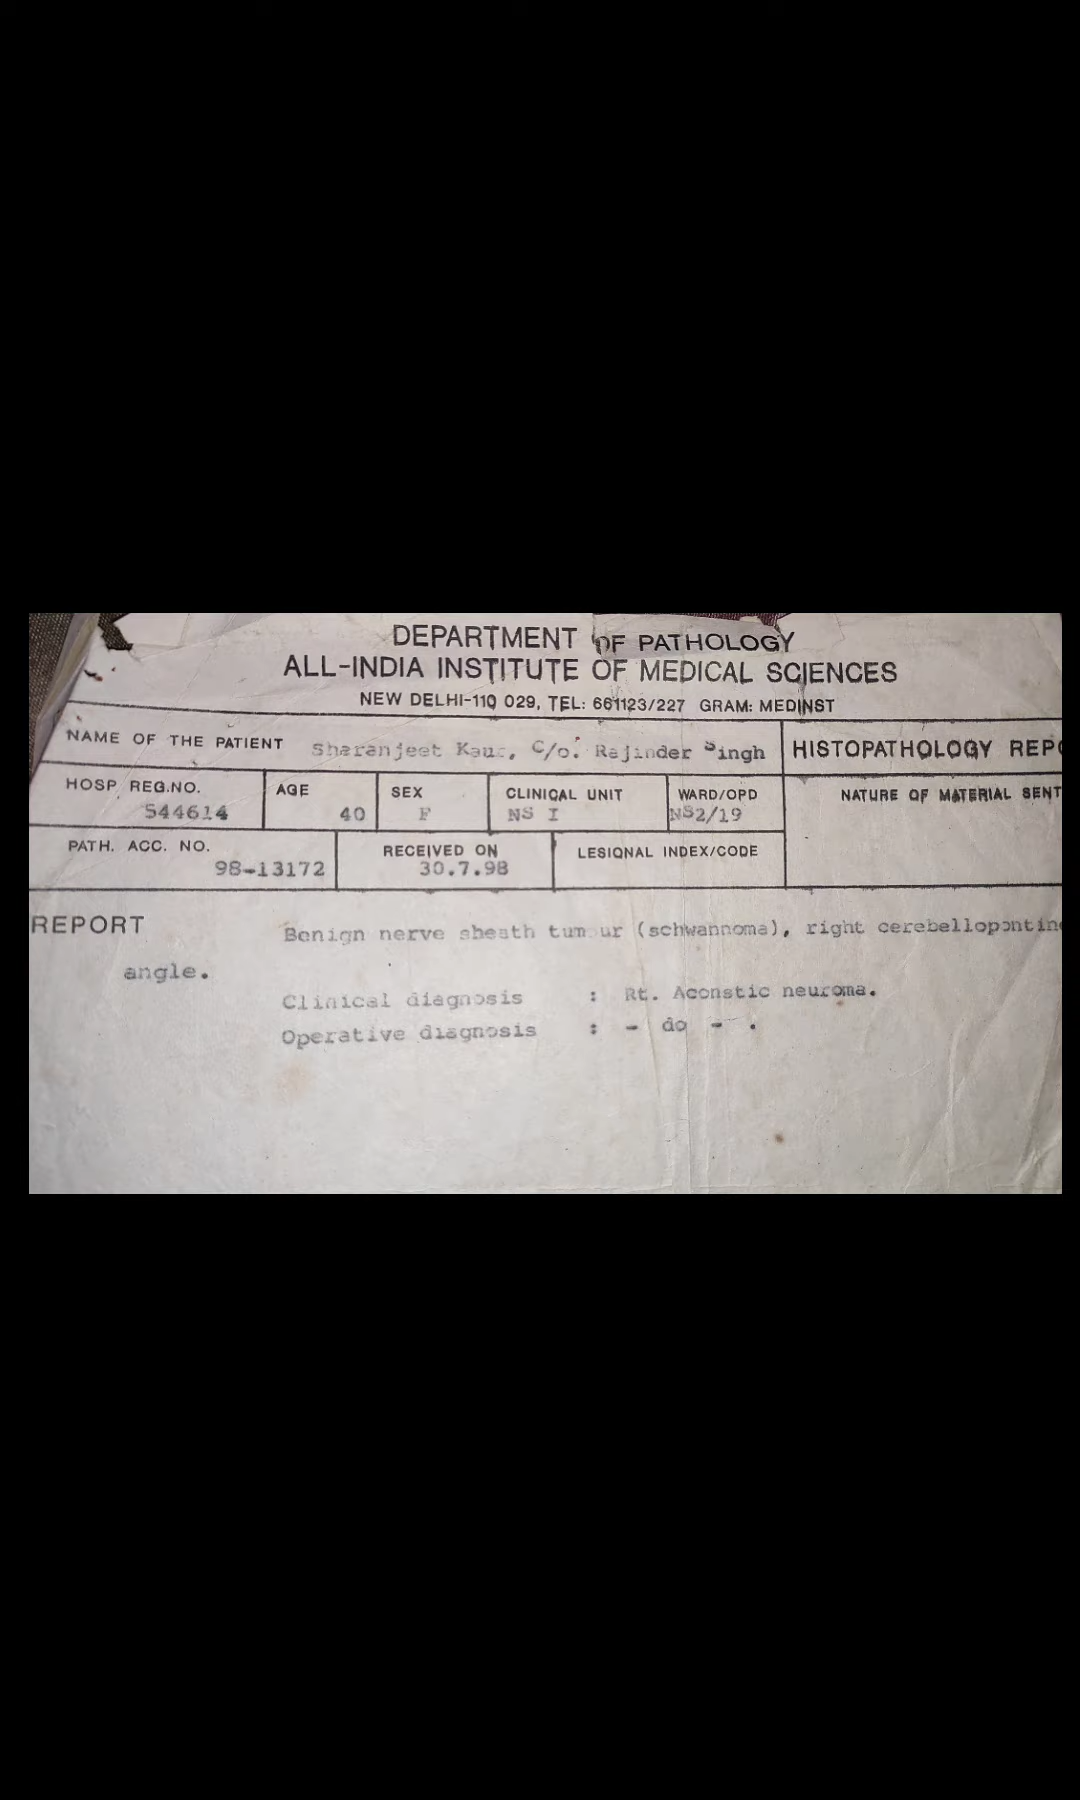 DEPARTMENT OF PATHOLOGY
ALL-INDIA INSTITUTE OF MEDICAL SCIENCES
NEW DELHI-110 029, TEL: 661123/227 GRAM: MEDINST
NAME OF THE PATIENT Sharanjeet Kaur, C/o. Rajinder Singh HISTOPATHOLOGY
HOSP REG.NO. AGE SEX CLINICAL UNIT WARD/OPD NATURE OF MATERIAL SENT
544614 40 F NS I NS2/19
PATH. ACC. NO. RECEIVED ON LESIONAL INDEX/CODE
98-13172 30.7.98
REPORT Benign nerve sheath tumour (schwannoma), right cerebellopontine
angle.
Clinical diagnosis : Rt. Aconstic neuroma.
Operative diagnosis : - do - .